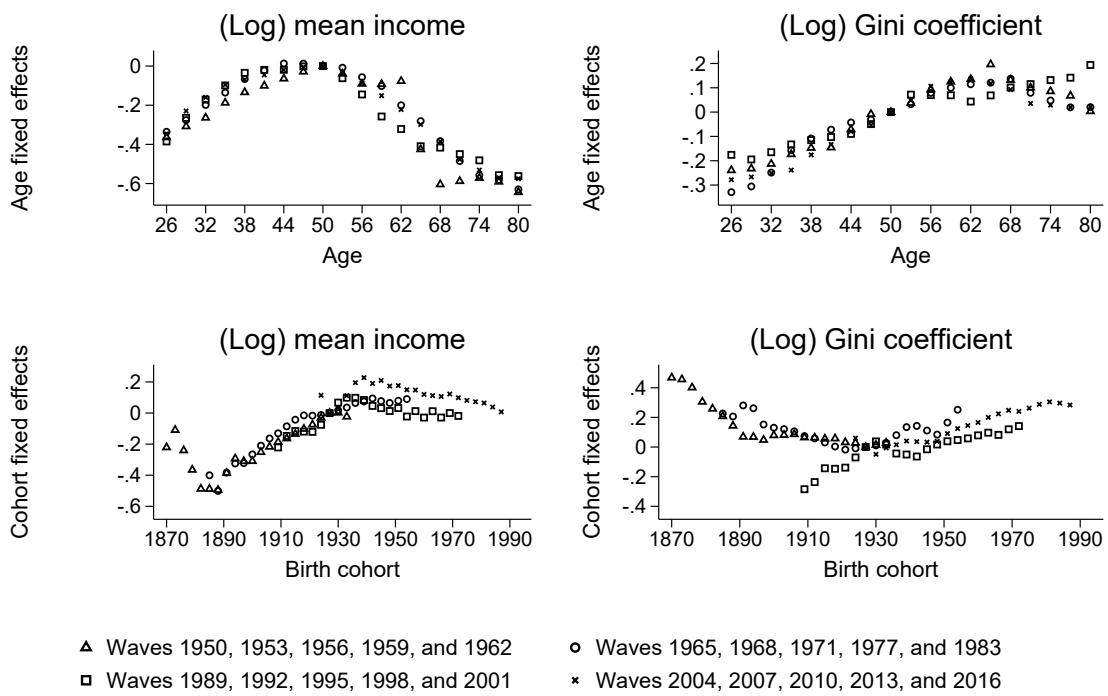 (Log) mean income
Age fixed effects
0
-.2
-.4
-.6
26 32 38 44 50 56 62 68 74 80
Age
(Log) Gini coefficient
Age fixed effects
.2
.1
0
-.1
-.2
-.3
26 32 38 44 50 56 62 68 74 80
Age
(Log) mean income
Cohort fixed effects
.2
0
-.2
-.4
-.6
1870 1890 1910 1930 1950 1970 1990
Birth cohort
(Log) Gini coefficient
Cohort fixed effects
.4
.2
0
-.2
-.4
1870 1890 1910 1930 1950 1970 1990
Birth cohort
Waves 1950, 1953, 1956, 1959, and 1962
Waves 1965, 1968, 1971, 1977, and 1983
Waves 1989, 1992, 1995, 1998, and 2001
Waves 2004, 2007, 2010, 2013, and 2016